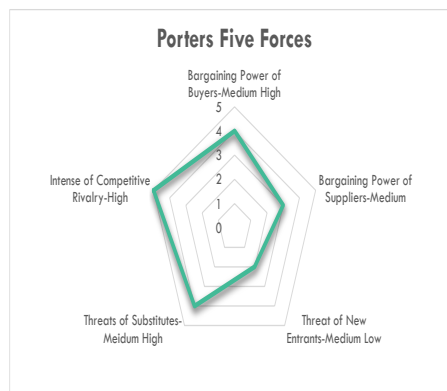 Porters Five Forces
Bargaining Power of
Buyers-Medium High
5
4
3
2
1
0
Intense of Competitive
Rivalry-High
Bargaining Power of
Suppliers-Medium
Threats of Substitutes-
Meidum High
Threat of New
Entrants-Medium Low